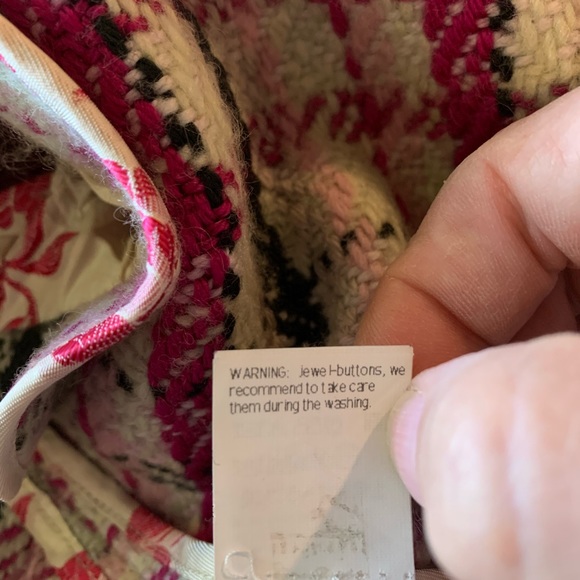 WARNING: Jewel-buttons, we
recommend to take care
them during the washing.